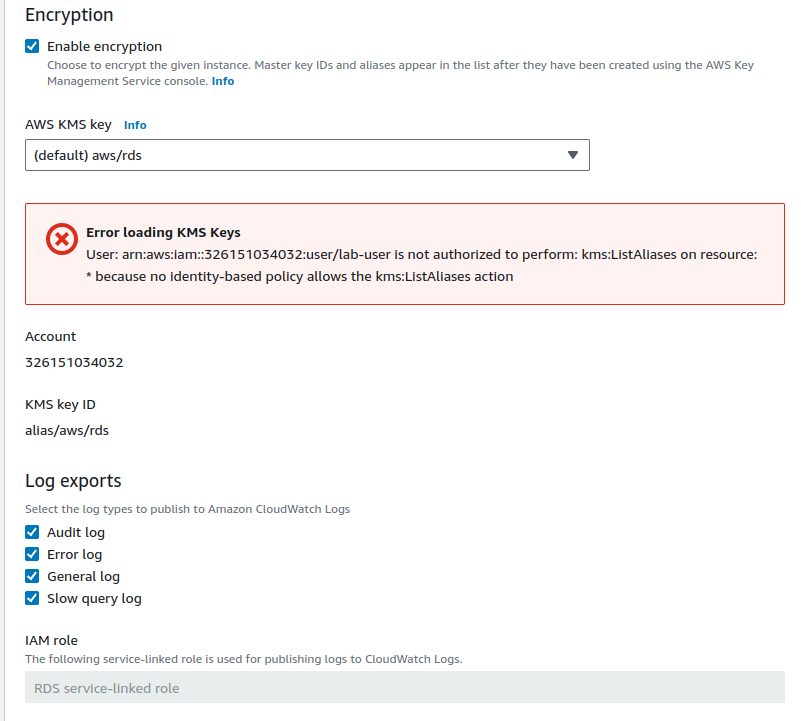 Encryption
Enable encryption
Choose to encrypt the given instance. Master key IDs and aliases appear in the list after they have been created using the AWS Key
Management Service console. Info
AWS KMS key Info
(default) aws/rds
Error loading KMS Keys
User: arn:aws:iam::326151034032:user/lab-user is not authorized to perform: kms:ListAliases on resource:
* because no identity-based policy allows the kms:ListAliases action
Account
326151034032
KMS key ID
alias/aws/rds
Log exports
Select the log types to publish to Amazon CloudWatch Logs
Audit log
Error log
General log
Slow query log
IAM role
The following service-linked role is used for publishing logs to CloudWatch Logs.
RDS service-linked role